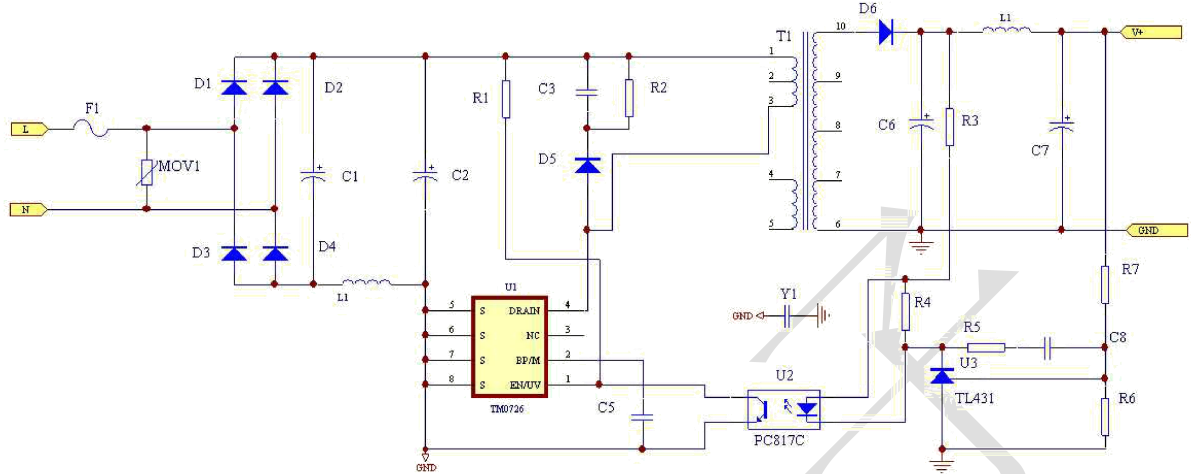 D6
L1
V+
T1
10
1
D1
D2
R1
C3
R2
2
9
3
F1
L
C6
R3
C7
8
MOV1
D5
C1
C2
4
7
N
5
6
GND
D3
D4
L1
U1
R7
5
S
DRAIN
4
Y1
R4
GND
6
S
NC
3
R5
C8
7
S
BP/M
2
U3
8
S
EN/UV
1
U2
TL431
R6
TM0726
C5
PC817C
GND